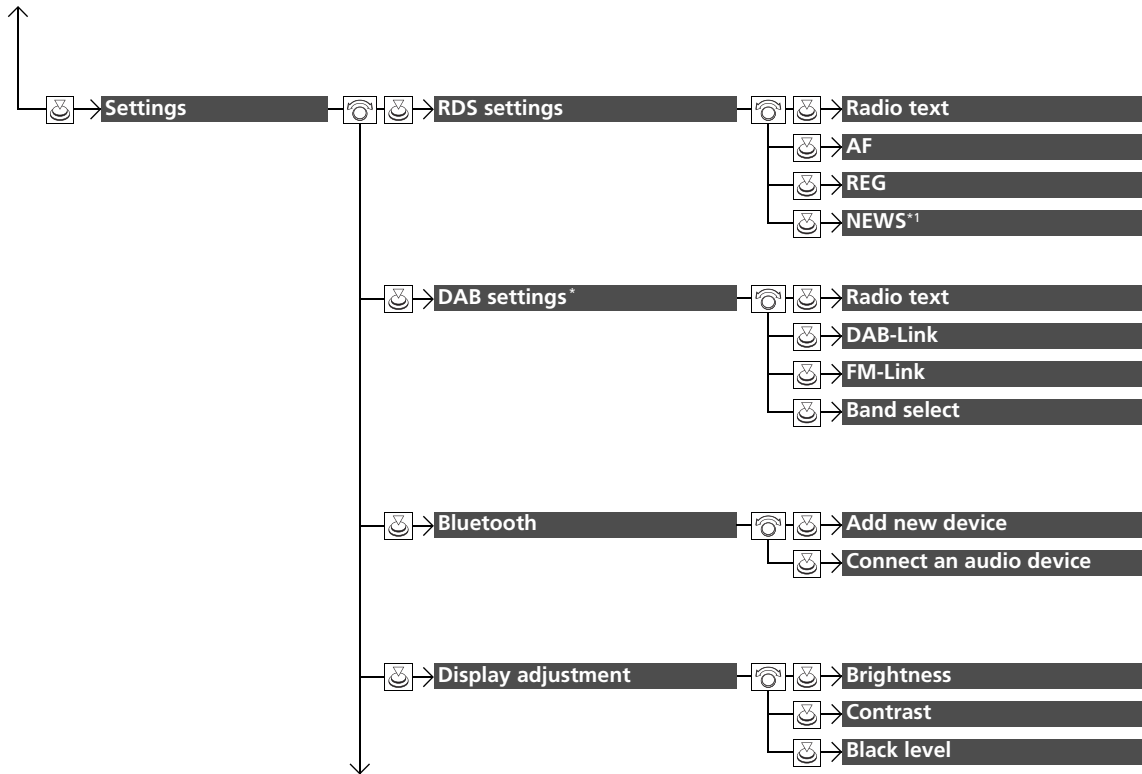 Settings
RDS settings
Radio text
AF
REG
NEWS*1
DAB settings*
Radio text
DAB-Link
FM-Link
Band select
Bluetooth
Add new device
Connect an audio device
Display adjustment
Brightness
Contrast
Black level